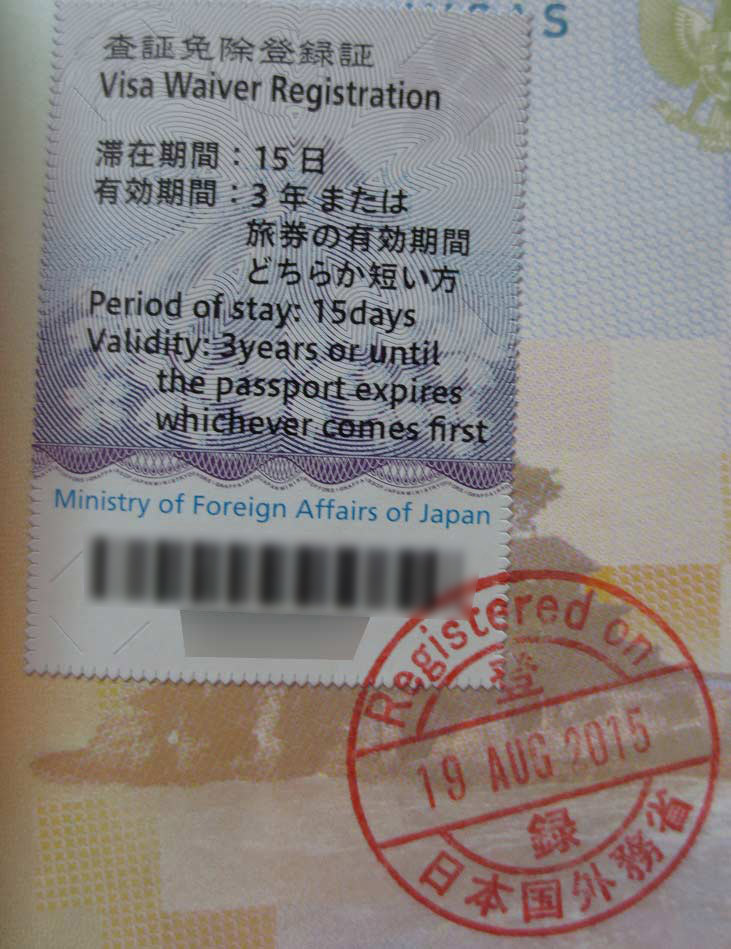 VISAS
査証免除登録証
Visa Waiver Registration
滞在期間：15日
有効期間：3年または
旅券の有効期間
どちらか短い方
Period of stay: 15days
Validity: 3years or until
the passport expires
whichever comes first
Ministry of Foreign Affairs of Japan
Registered on
登
19 AUG 2015
録
日本国外務省